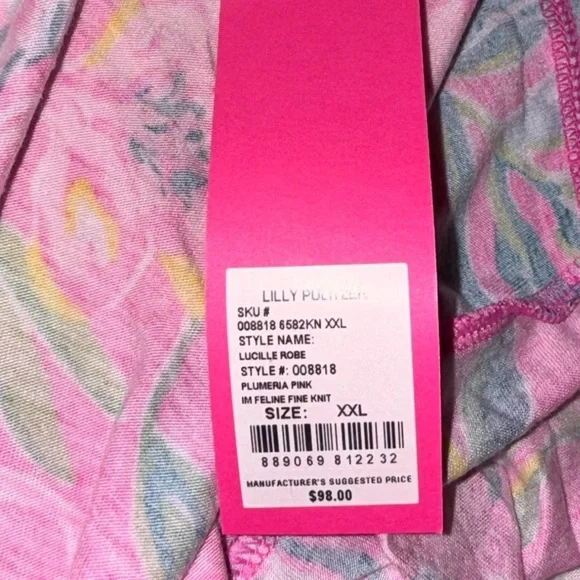 LILLY PULITZER
SKU #
008818 6582KN XXL
STYLE NAME:
LUCILLE ROBE
STYLE #: 008818
PLUMERIA PINK
IM FELINE FINE KNIT
SIZE: XXL
889069 812232
MANUFACTURER'S SUGGESTED PRICE
$98.00